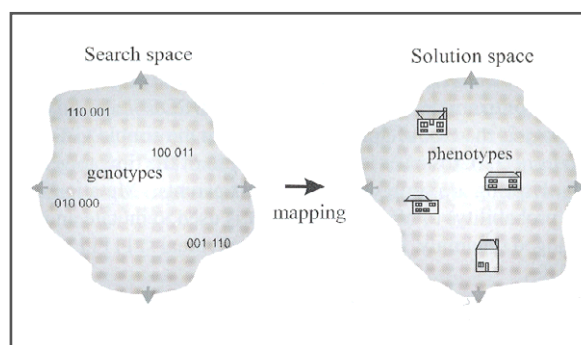 Search space
110 001
100 011
genotypes
010 000
001 110
mapping
Solution space
phenotypes